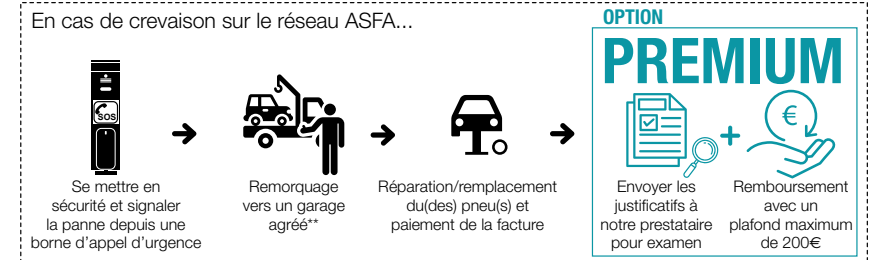 En cas de crevaison sur le réseau ASFA...
OPTION
PREMIUM
SOS
€
Se mettre en
sécurité et signaler
la panne depuis une
borne d'appel d'urgence
Remorquage
vers un garage
agréé**
Réparation/remplacement
du(des) pneu(s) et
paiement de la facture
Envoyer les
justificatifs à
notre prestataire
pour examen
+
Remboursement
avec un
plafond maximum
de 200€